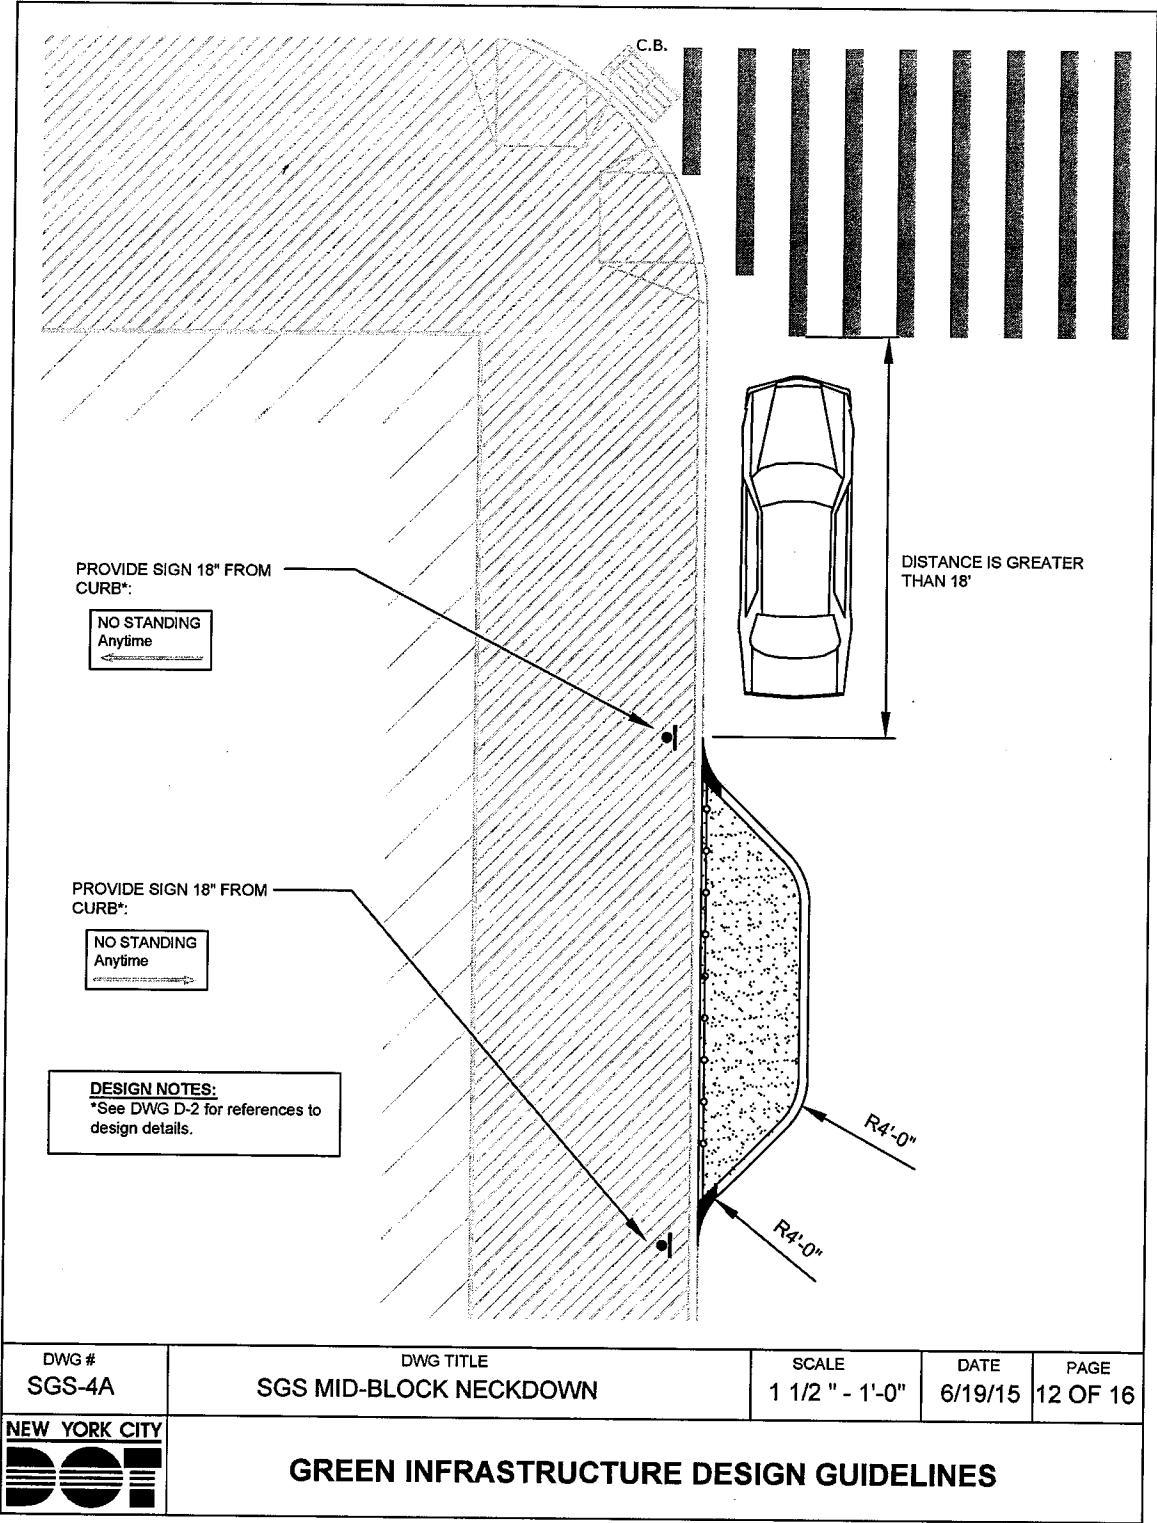 C.B.
DISTANCE IS GREATER
THAN 18'
PROVIDE SIGN 18" FROM
CURB*:
NO STANDING
Anytime
PROVIDE SIGN 18" FROM
CURB*:
NO STANDING
Anytime
DESIGN NOTES:
*See DWG D-2 for references to
design details.
R4'-0"
R4'-0"
DWG #
SGS-4A
DWG TITLE
SGS MID-BLOCK NECKDOWN
SCALE
1 1/2 " - 1'-0"
DATE
6/19/15
PAGE
12 OF 16
NEW YORK CITY
DOT
GREEN INFRASTRUCTURE DESIGN GUIDELINES